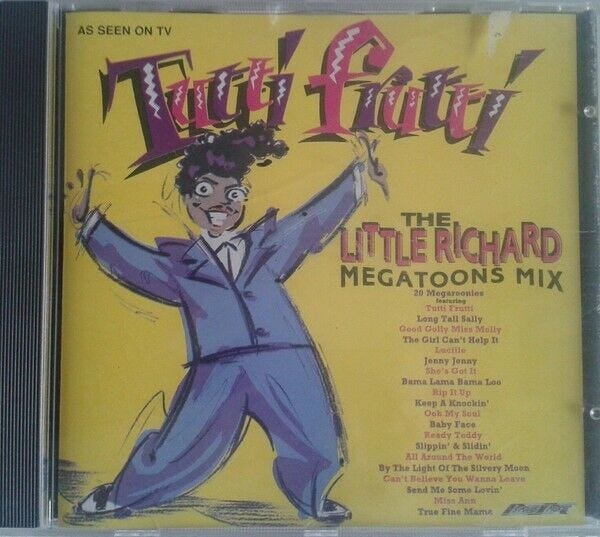 AS SEEN ON TV
Tutti frutti
THE
LITTLE RICHARD
MEGATOONS MIX
20 Megaroonies
featuring
Tutti Frutti
Long Tall Sally
Good Golly Miss Molly
The Girl Can't Help It
Lucille
Jenny Jenny
She's Got It
Bama Lama Bama Loo
Rip It Up
Keep A Knockin'
Ooh My Soul
Baby Face
Ready Teddy
Slippin' & Slidin'
All Around The World
By The Light Of The Silvery Moon
Can't Believe You Wanna Leave
Send Me Some Lovin'
Miss Ann
True Fine Mama